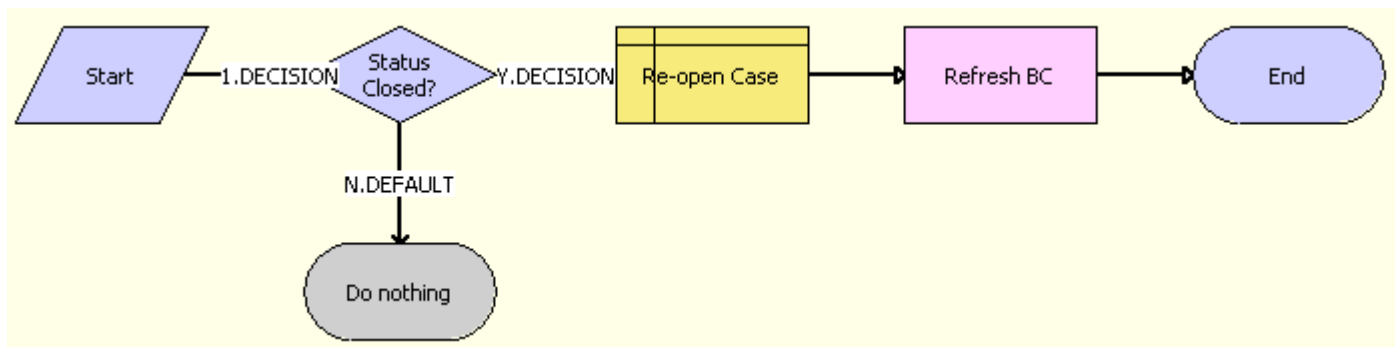 Start
1.DECISION
Status
Closed?
Y.DECISION
Re-open Case
Refresh BC
End
N.DEFAULT
Do nothing